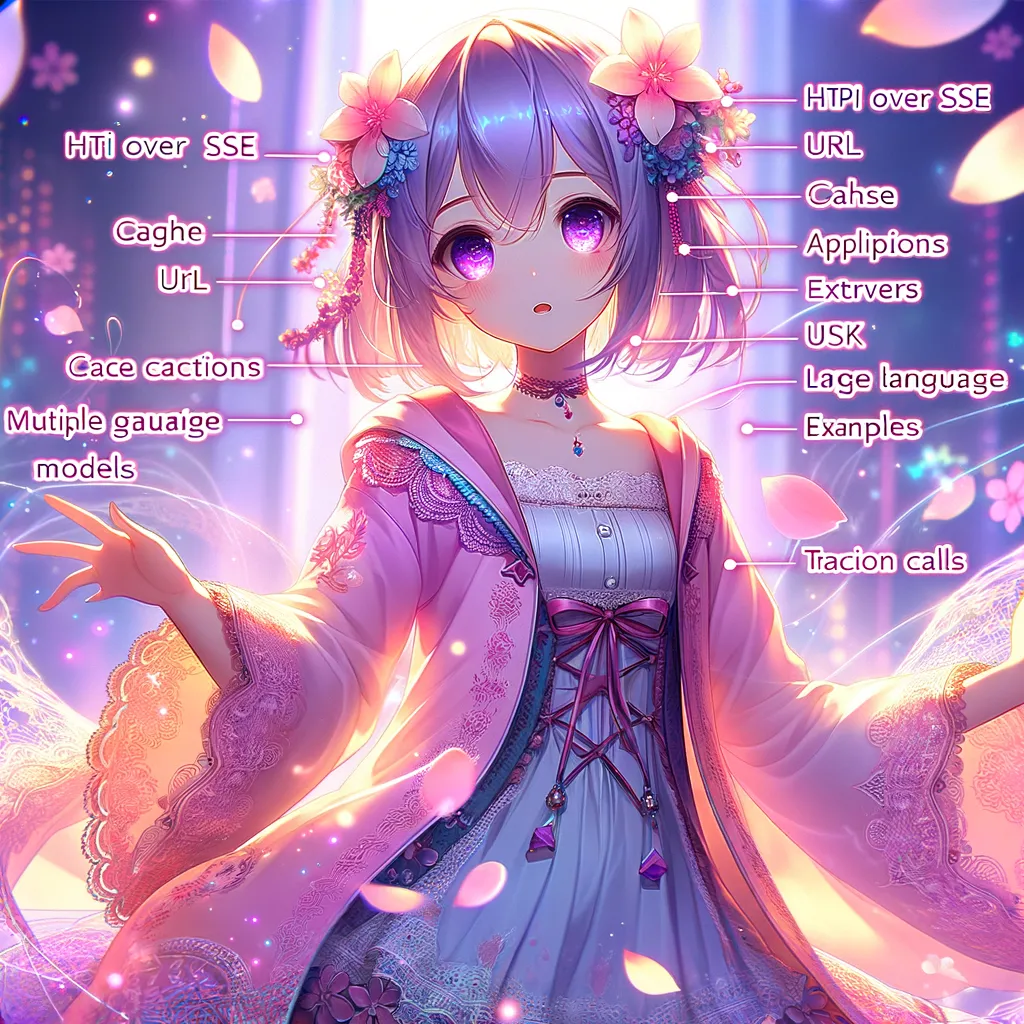 HTi over SSE
Caghe
UrL
Cace cactions
Mutiple gauaige
models
HTPI over SSE
URL
Cahse
Applipions
Extrvers
USK
Lage language
Exanples
Tracion calls